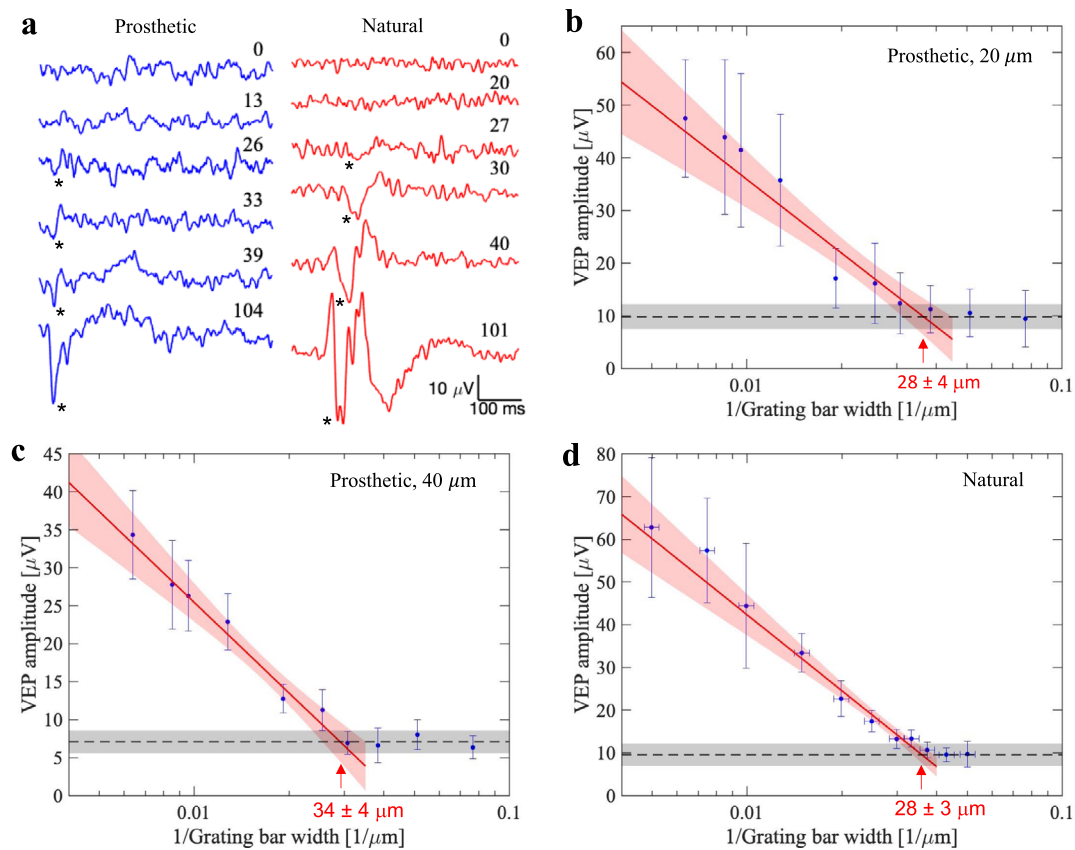 a
Prosthetic
Natural
0
13
26
*
33
*
39
*
104
*
0
20
27
*
30
*
40
*
101
*
10 µV
100 ms
b
Prosthetic, 20 µm
VEP amplitude [µV]
60
50
40
30
20
10
0
0.01
0.1
28 ± 4 µm
1/Grating bar width [1/µm]
c
Prosthetic, 40 µm
VEP amplitude [µV]
45
40
35
30
25
20
15
10
5
0
0.01
0.1
34 ± 4 µm
1/Grating bar width [1/µm]
d
Natural
VEP amplitude [µV]
80
70
60
50
40
30
20
10
0
0.01
0.1
28 ± 3 µm
1/Grating bar width [1/µm]